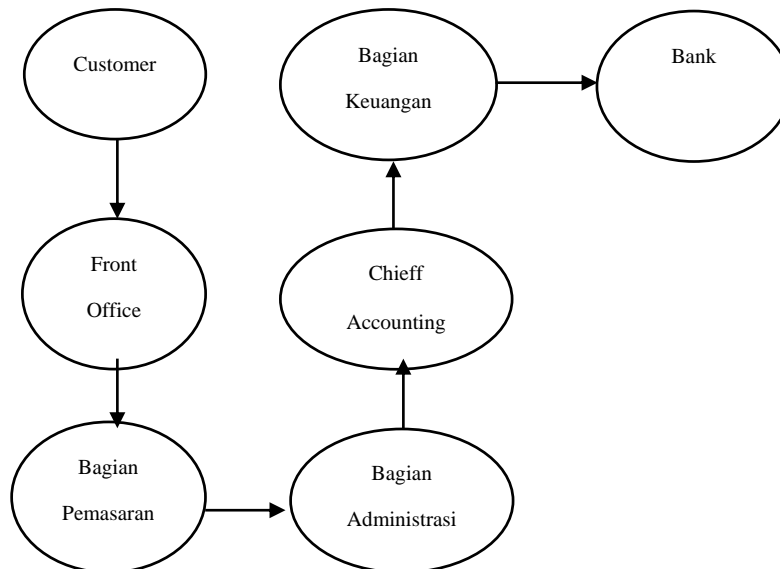 Customer
Front
Office
Bagian
Pemasaran
Bagian
Administrasi
Chieff
Accounting
Bagian
Keuangan
Bank